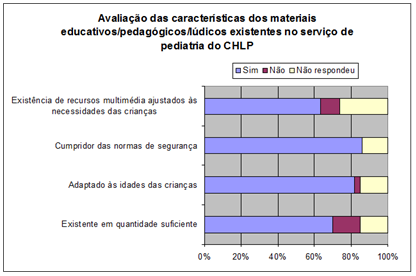 Avaliação das caracteristicas dos materiais
educativos/pedagógicos/lúdicos existentes no serviço de
pediatria do CHLP
Sim Não Não respondeu
Existência de recursos multimédia ajustados às
necessidades das crianças
Cumpridor das normas de segurança
Adaptado às idades das crianças
Existente em quantidade suficiente
0% 20% 40% 60% 80% 100%